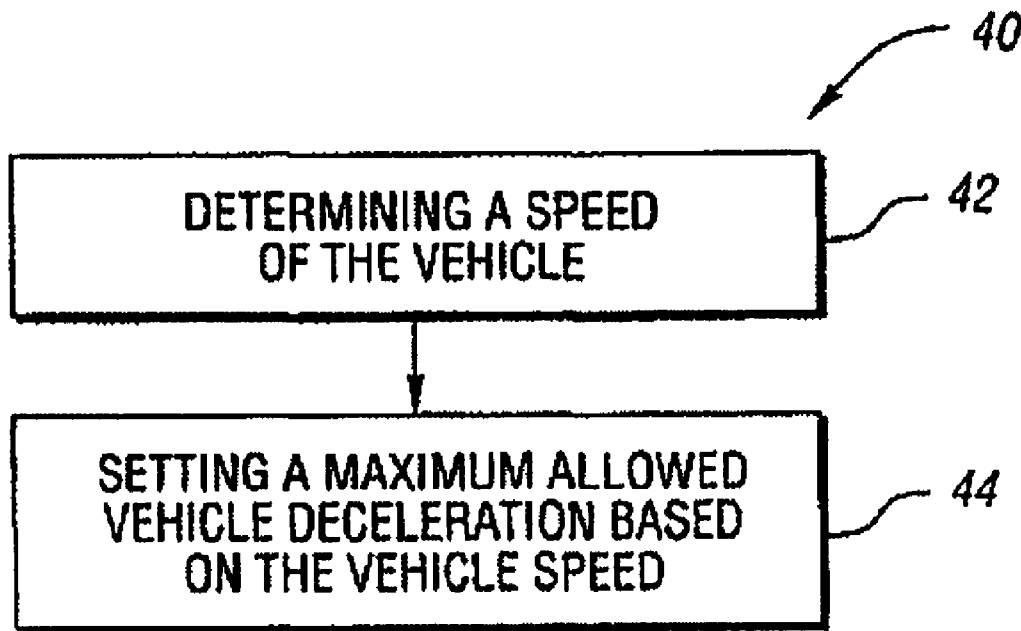 40
DETERMINING A SPEED
OF THE VEHICLE
42
SETTING A MAXIMUM ALLOWED
VEHICLE DECELERATION BASED
ON THE VEHICLE SPEED
44